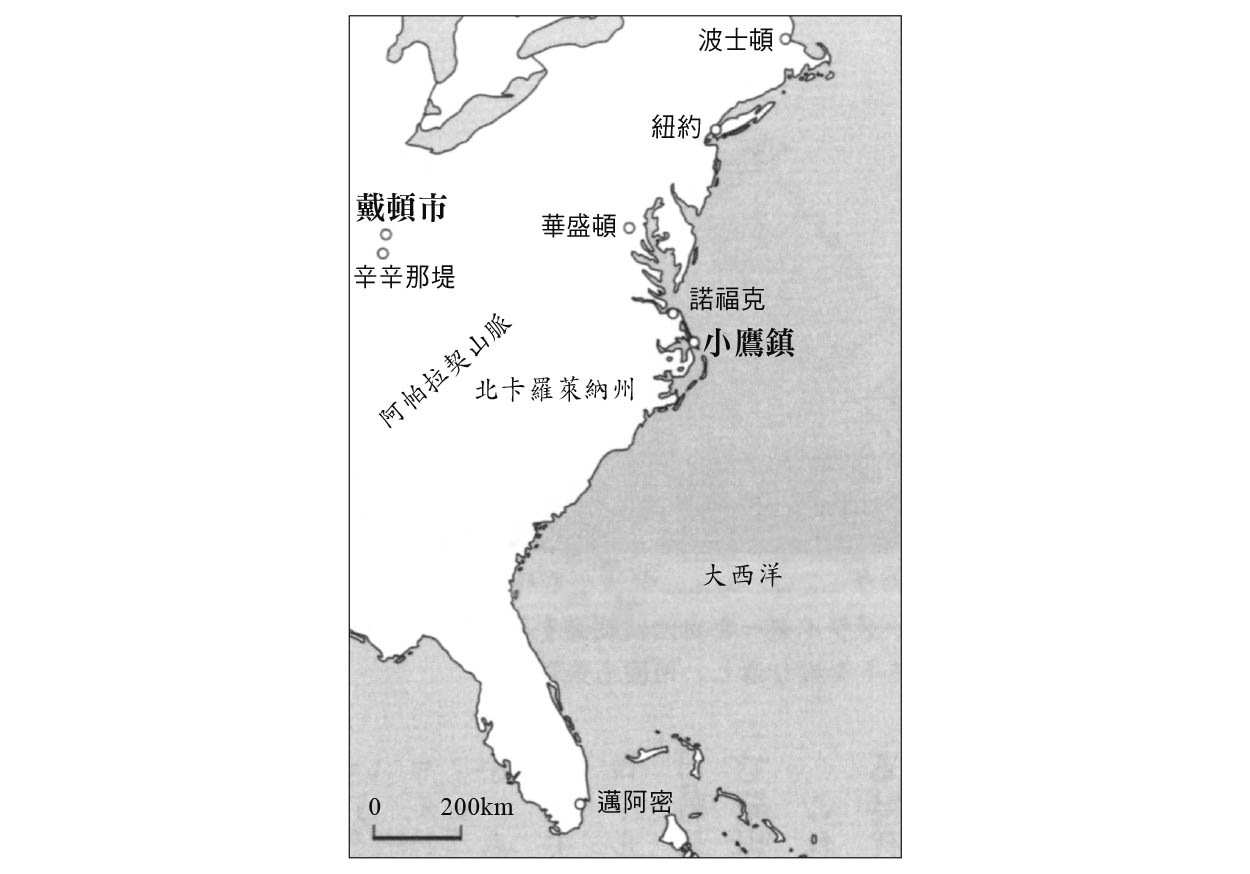 波士頓
紐約
戴頓市
華盛頓
辛辛那堤
諾福克
小鷹鎮
阿帕拉契山脈
北卡羅萊納州
大西洋
邁阿密
0 200km